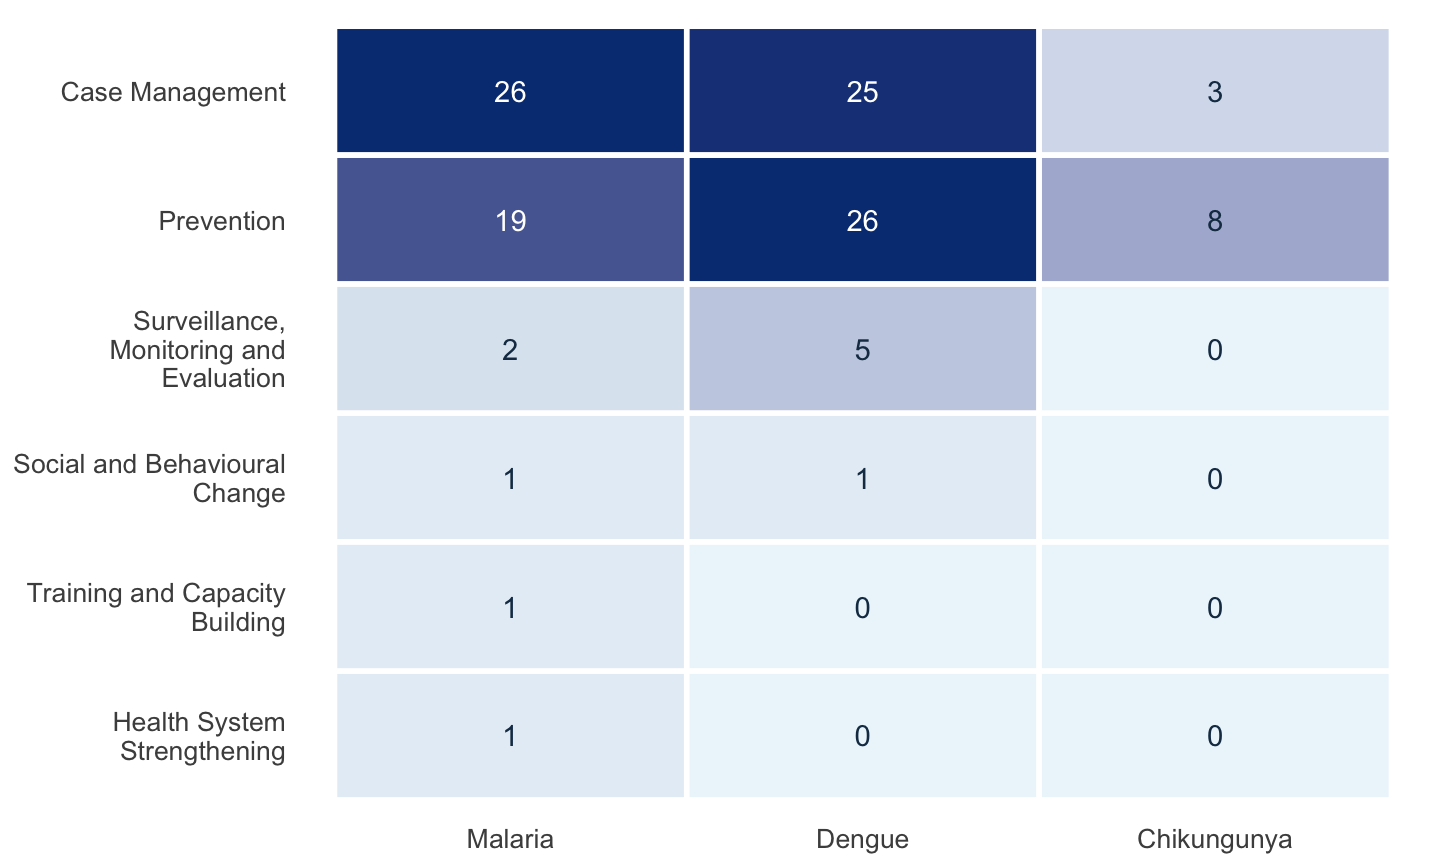 Case Management
26
25
3
Prevention
19
26
8
Surveillance,
Monitoring and
Evaluation
2
5
0
Social and Behavioural
Change
1
1
0
Training and Capacity
Building
1
0
0
Health System
Strengthening
1
0
0
Malaria
Dengue
Chikungunya